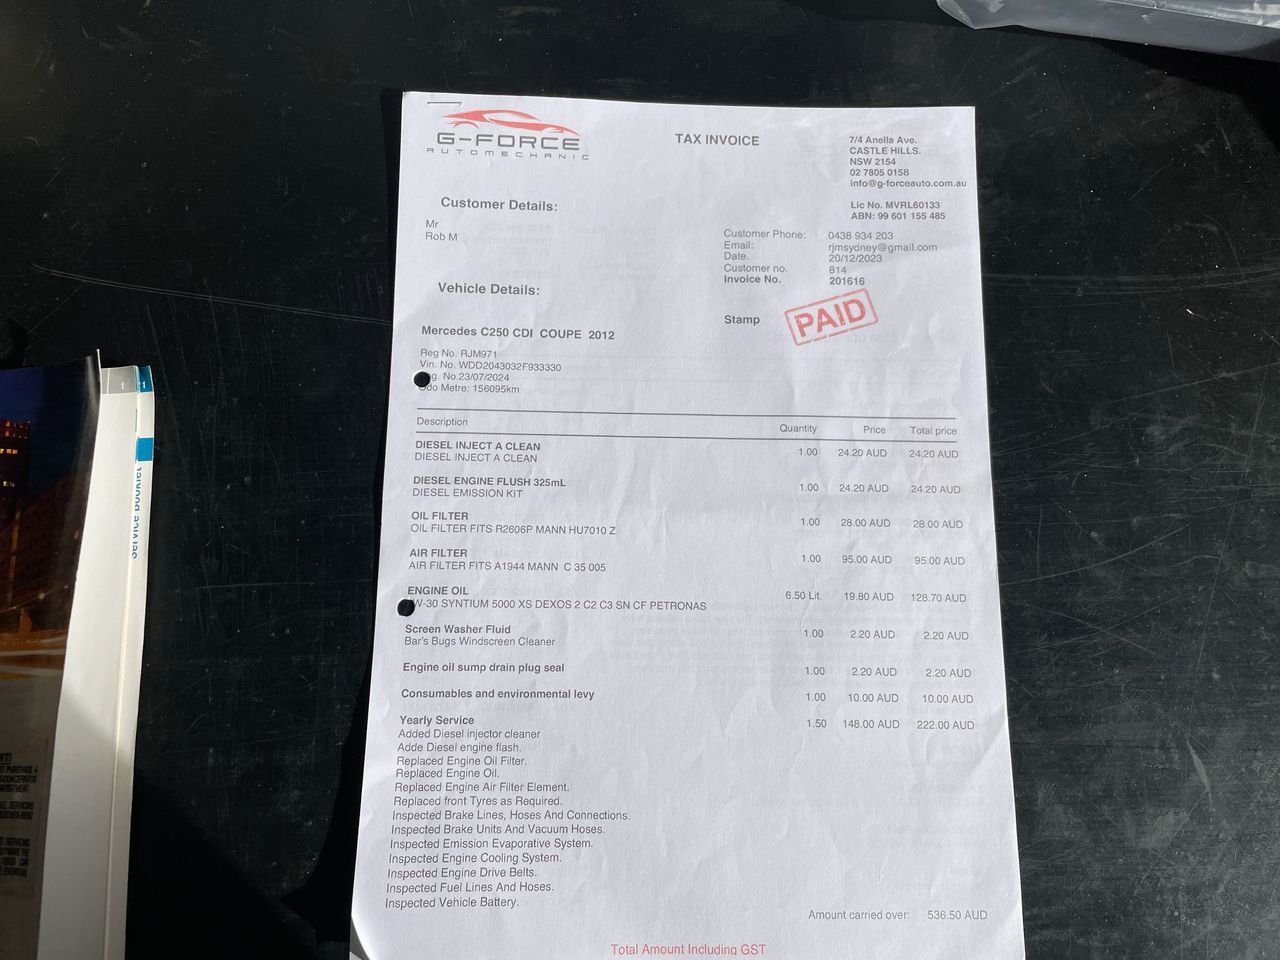 G-FORCE
AUTOMECHANIC
TAX INVOICE
7/4 Anella Ave.
CASTLE HILLS.
NSW 2154
02 7805 0158
info@g-forceauto.com.au
Lic No. MVRL60133
ABN: 99 601 155 485
Customer Details:
Mr
Rob M
Customer Phone: 0438 934 203
Email: rjmsydney@gmail.com
Date. 20/12/2023
Customer no. 814
Invoice No. 201616
Vehicle Details:
Stamp PAID
Mercedes C250 CDI COUPE 2012
Reg No. RJM971
Vin. No. WDD2043032F933330
g. No.23/07/2024
do Metre: 156095km
Description Quantity Price Total price
DIESEL INJECT A CLEAN
DIESEL INJECT A CLEAN 1.00 24.20 AUD 24.20 AUD
DIESEL ENGINE FLUSH 325mL
DIESEL EMISSION KIT 1.00 24.20 AUD 24.20 AUD
OIL FILTER
OIL FILTER FITS R2606P MANN HU7010 Z 1.00 28.00 AUD 28.00 AUD
AIR FILTER
AIR FILTER FITS A1944 MANN C 35 005 1.00 95.00 AUD 95.00 AUD
ENGINE OIL 6.50 Lit. 19.80 AUD 128.70 AUD
W-30 SYNTIUM 5000 XS DEXOS 2 C2 C3 SN CF PETRONAS
Screen Washer Fluid 1.00 2.20 AUD 2.20 AUD
Bar's Bugs Windscreen Cleaner
Engine oil sump drain plug seal 1.00 2.20 AUD 2.20 AUD
Consumables and environmental levy 1.00 10.00 AUD 10.00 AUD
Yearly Service 1.50 148.00 AUD 222.00 AUD
Added Diesel injector cleaner
Adde Diesel engine flash.
Replaced Engine Oil Filter.
Replaced Engine Oil.
Replaced Engine Air Filter Element.
Replaced front Tyres as Required.
Inspected Brake Lines, Hoses And Connections.
Inspected Brake Units And Vacuum Hoses.
Inspected Emission Evaporative System.
Inspected Engine Cooling System.
Inspected Engine Drive Belts.
Inspected Fuel Lines And Hoses.
Inspected Vehicle Battery.
Amount carried over: 536.50 AUD
Total Amount Including GST
1
1
Service Booklet